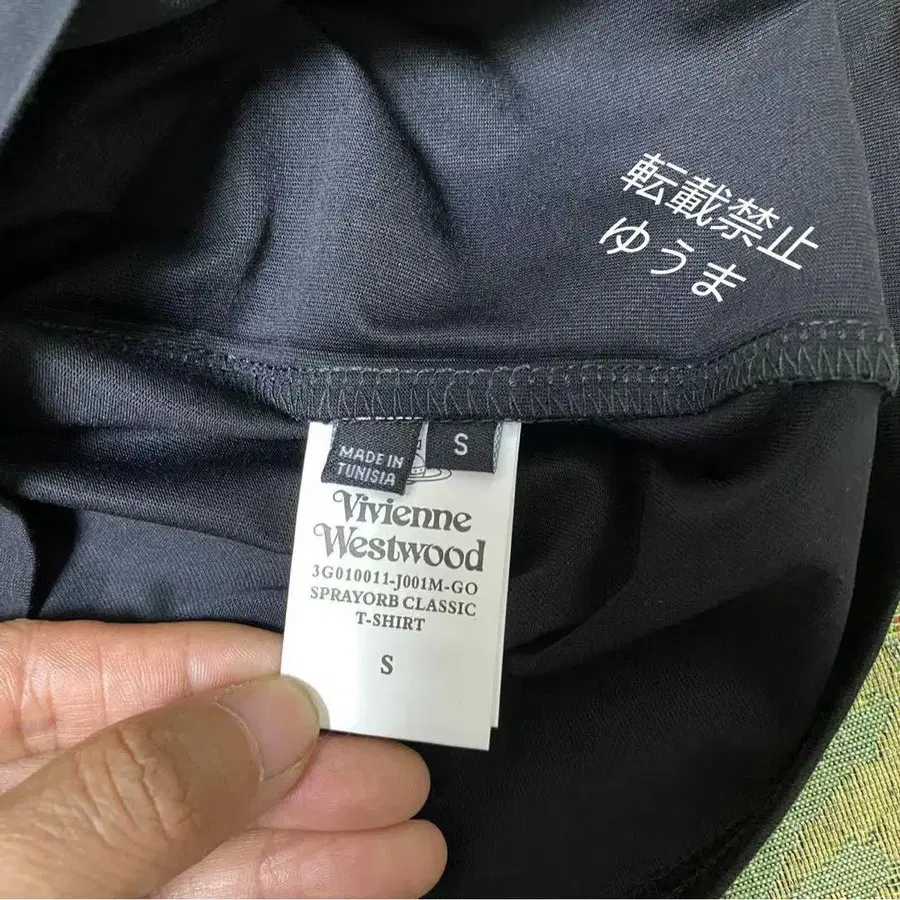 転載禁止
ゆうま
S
MADE IN
TUNISIA
Vivienne
Westwood
3G010011-J001M-GO
SPRAYORB CLASSIC
T-SHIRT
S